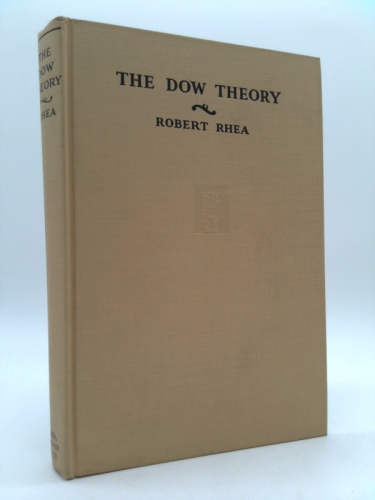 THE
DOW
THEORY
RHEA
THE DOW THEORY
ROBERT RHEA